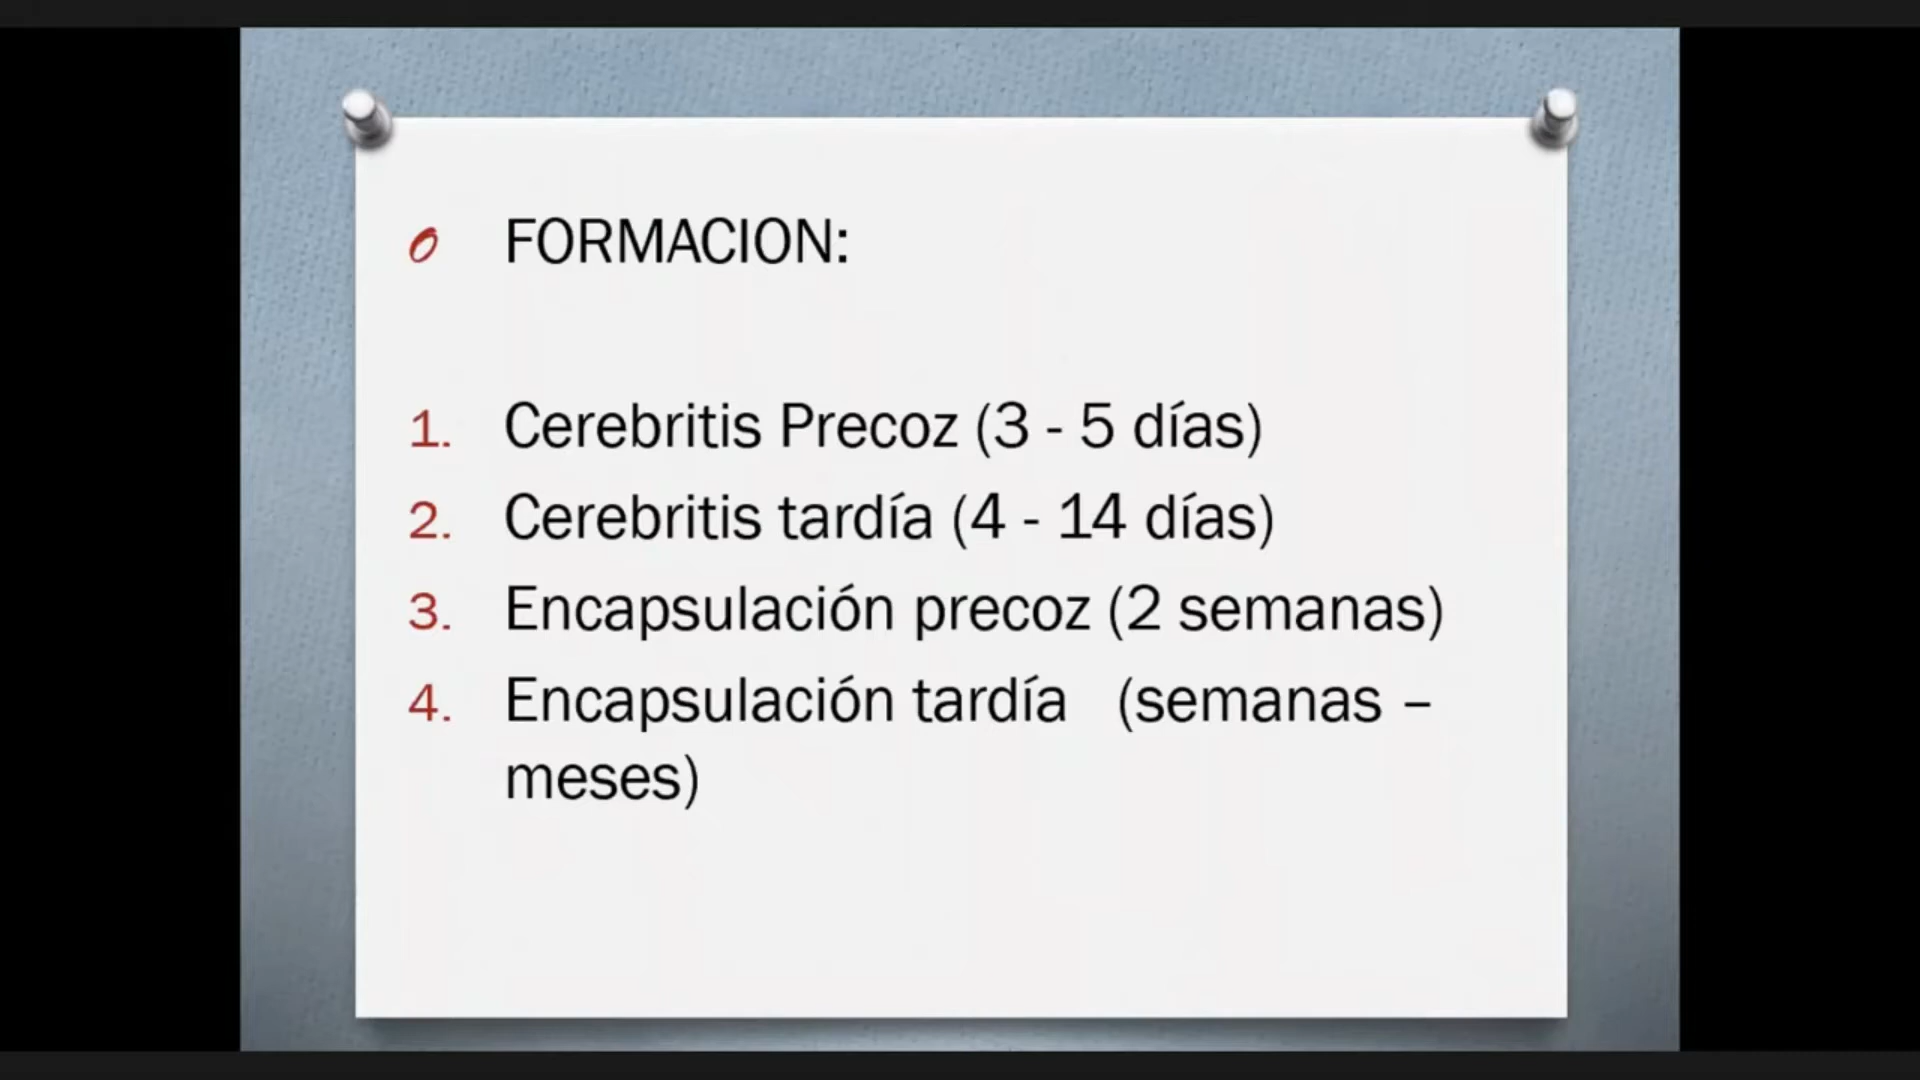 FORMACION:
1. Cerebritis Precoz (3 - 5 días)
2. Cerebritis tardía (4 - 14 días)
3. Encapsulación precoz (2 semanas)
4. Encapsulación tardía (semanas –
meses)